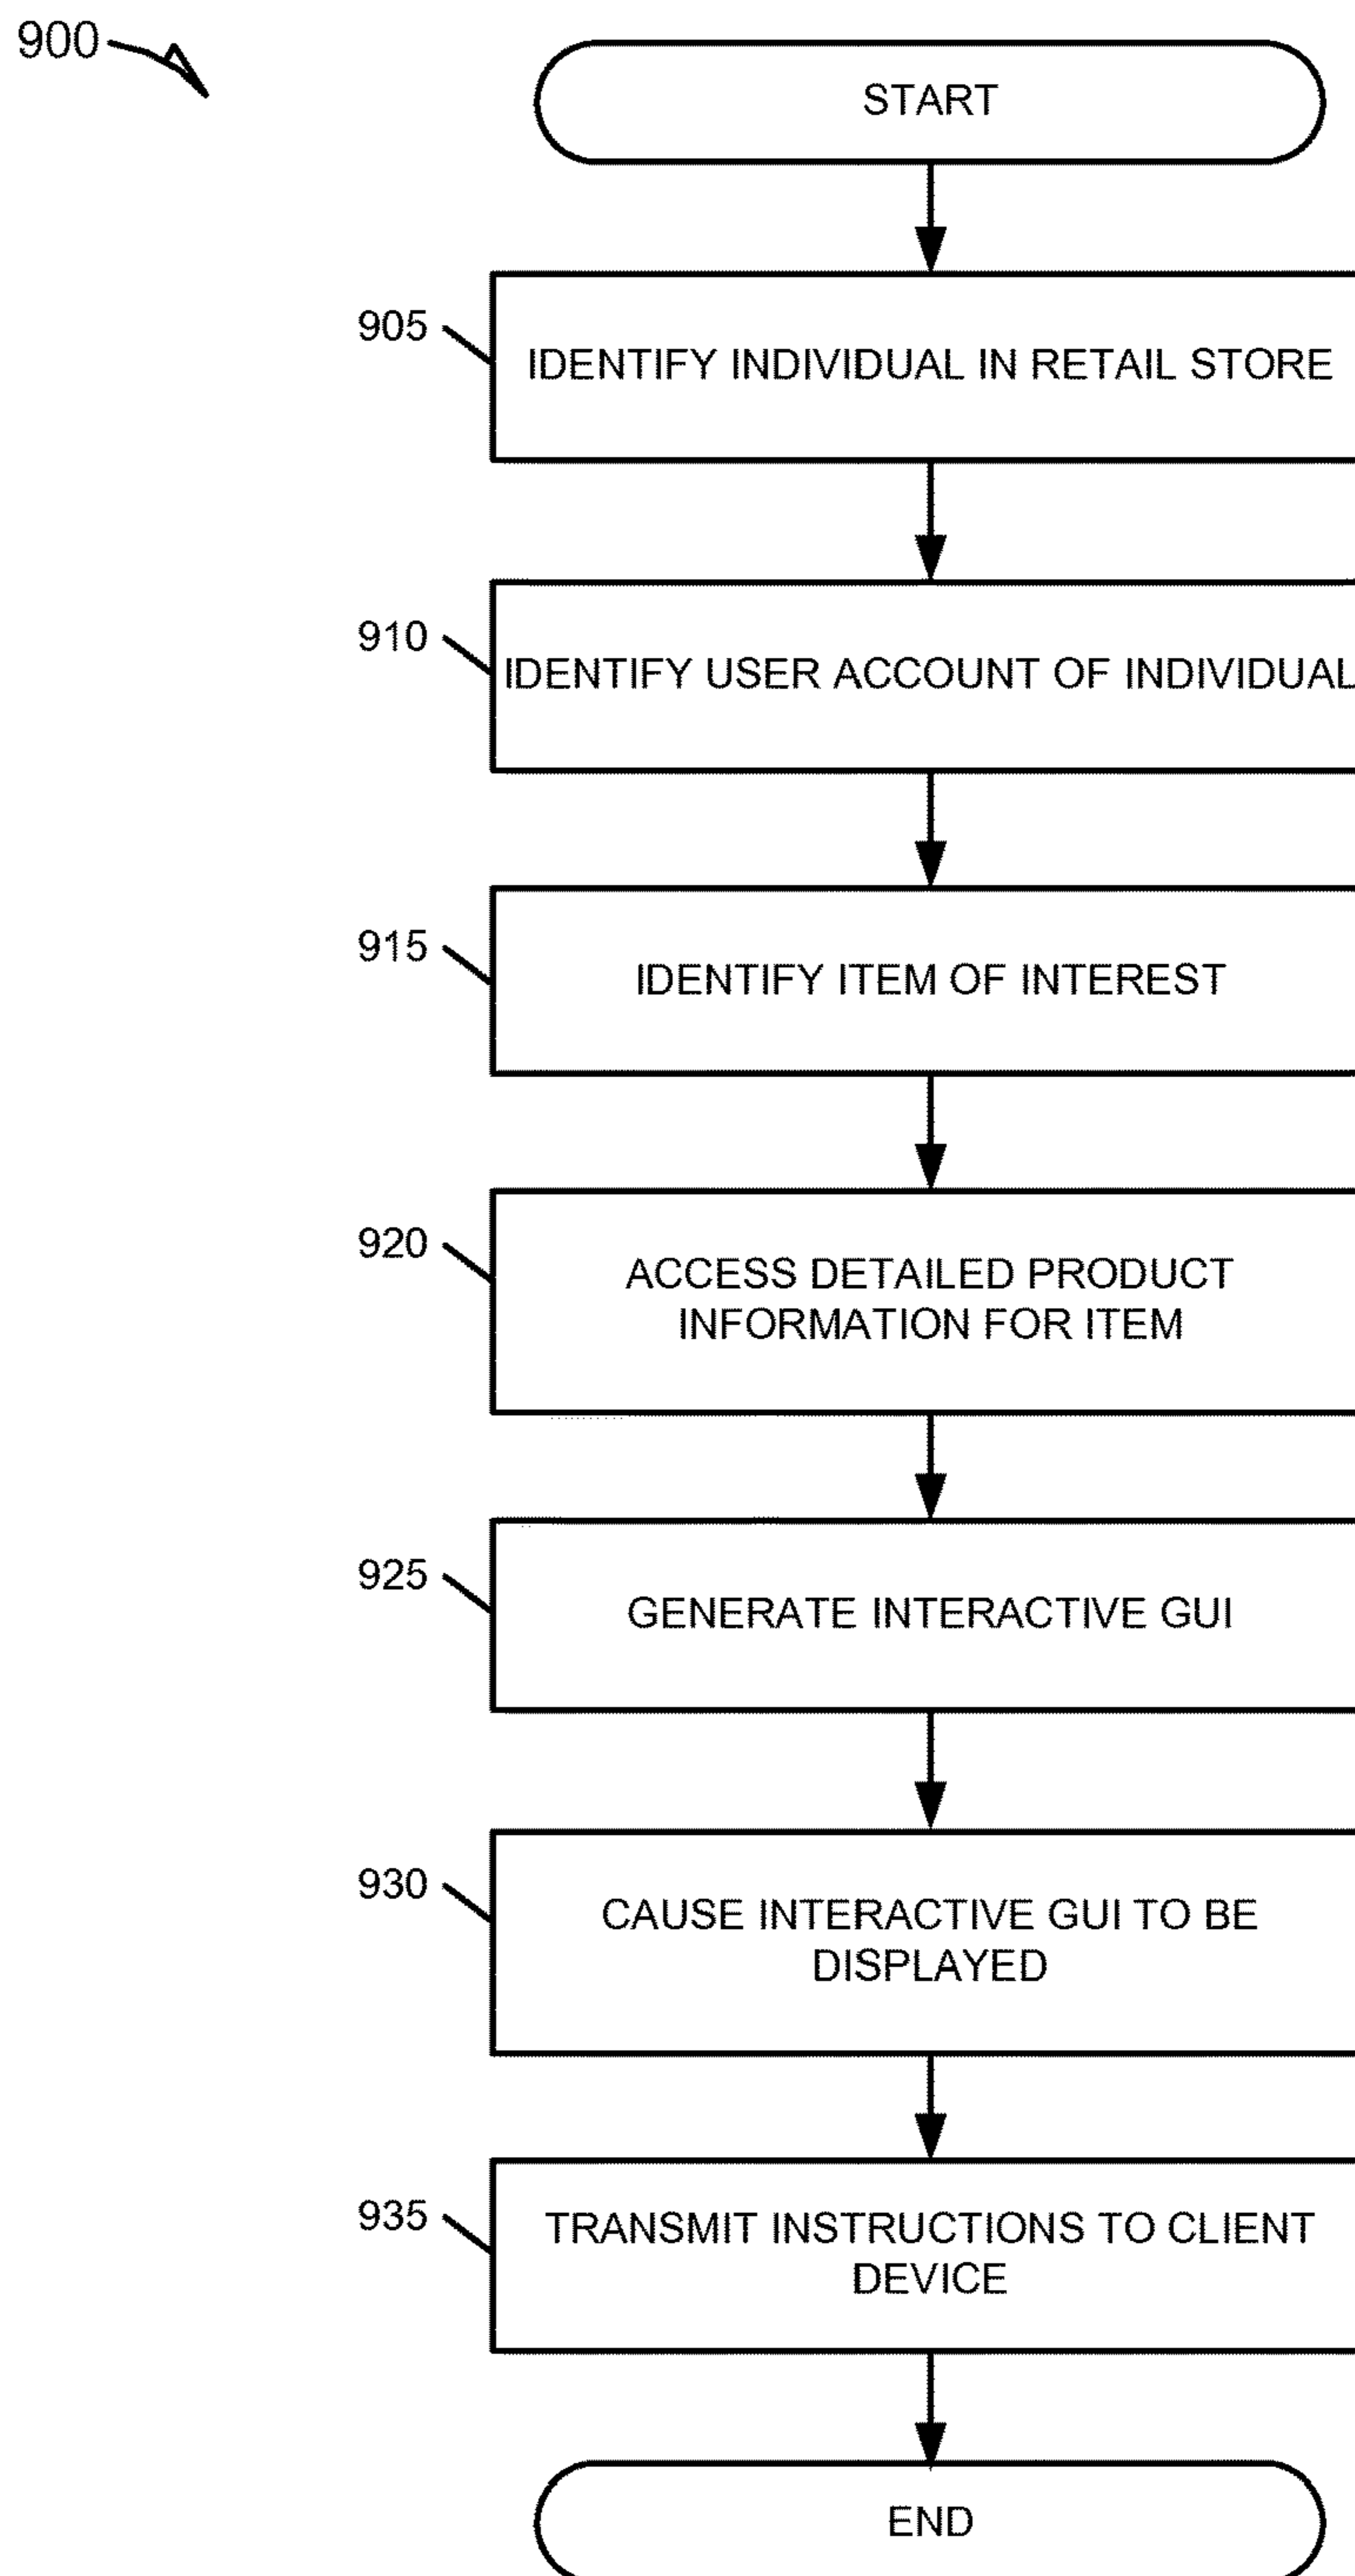 900
START
905
IDENTIFY INDIVIDUAL IN RETAIL STORE
910
IDENTIFY USER ACCOUNT OF INDIVIDUAL
915
IDENTIFY ITEM OF INTEREST
920
ACCESS DETAILED PRODUCT
INFORMATION FOR ITEM
925
GENERATE INTERACTIVE GUI
930
CAUSE INTERACTIVE GUI TO BE
DISPLAYED
935
TRANSMIT INSTRUCTIONS TO CLIENT
DEVICE
END